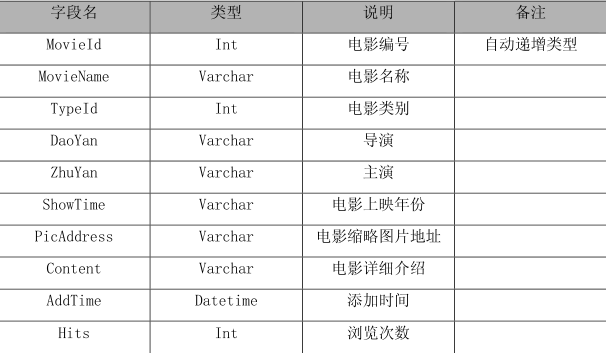 字段名 类型 说明 备注
MovieId Int 电影编号 自动递增类型
MovieName Varchar 电影名称
TypeId Int 电影类别
DaoYan Varchar 导演
ZhuYan Varchar 主演
ShowTime Varchar 电影上映年份
PicAddress Varchar 电影缩略图片地址
Content Varchar 电影详细介绍
AddTime Datetime 添加时间
Hits Int 浏览次数